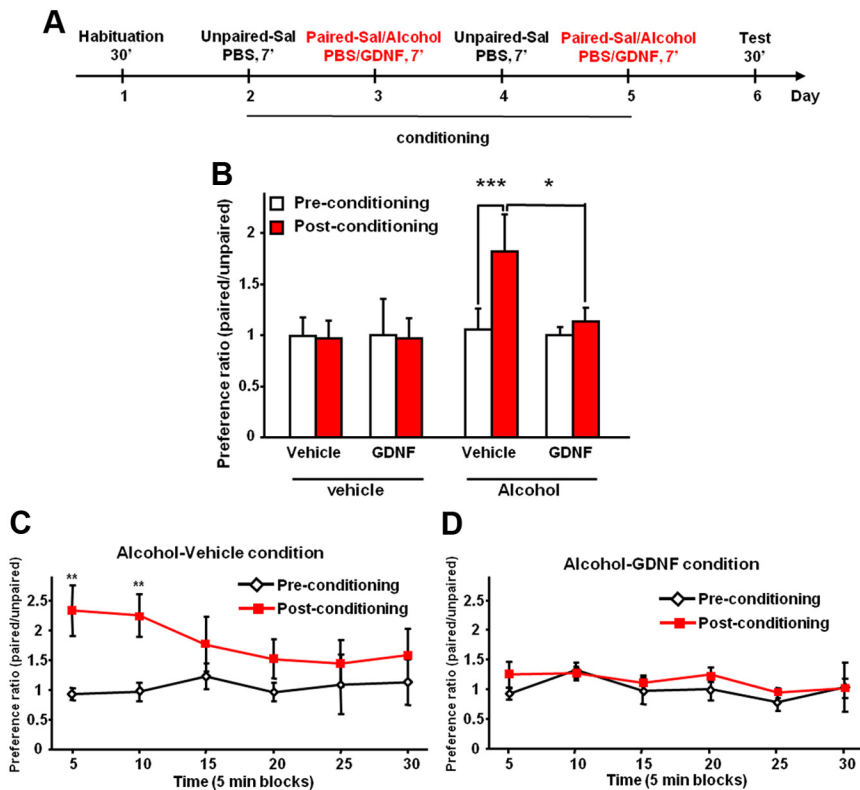 A
Habituation Unpaired-Sal Paired-Sal/Alcohol Unpaired-Sal Paired-Sal/Alcohol Test
30' PBS, 7' PBS/GDNF, 7' PBS, 7' PBS/GDNF, 7' 30'
1 2 3 4 5 6 Day
conditioning
B
*** *
Pre-conditioning
Post-conditioning
Preference ratio (paired/unpaired)
2
1.5
1
0.5
0
Vehicle GDNF Vehicle GDNF
vehicle Alcohol
C
Alcohol-Vehicle condition
** **
Pre-conditioning
Post-conditioning
Preference ratio (paired/unpaired)
2.5
2
1.5
1
0.5
0
5 10 15 20 25 30
Time (5 min blocks)
D
Alcohol-GDNF condition
Pre-conditioning
Post-conditioning
Preference ratio (paired/unpaired)
2.5
2
1.5
1
0.5
0
5 10 15 20 25 30
Time (5 min blocks)